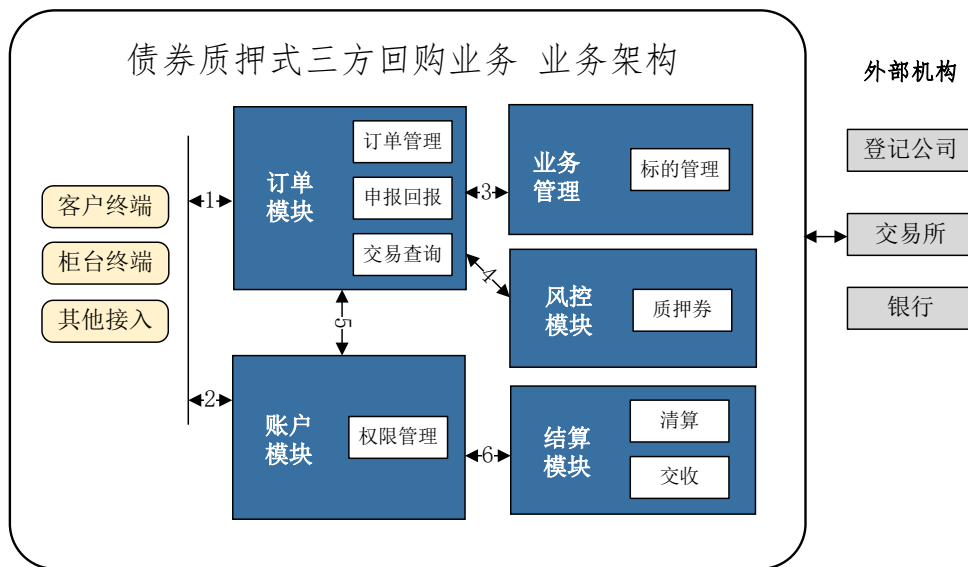 债券质押式三方回购业务 业务架构
外部机构
客户终端
柜台终端
其他接入
1
2
订单
模块
订单管理
申报回报
交易查询
3
4
5
业务
管理
标的管理
风控
模块
质押券
账户
模块
权限管理
6
结算
模块
清算
交收
登记公司
交易所
银行